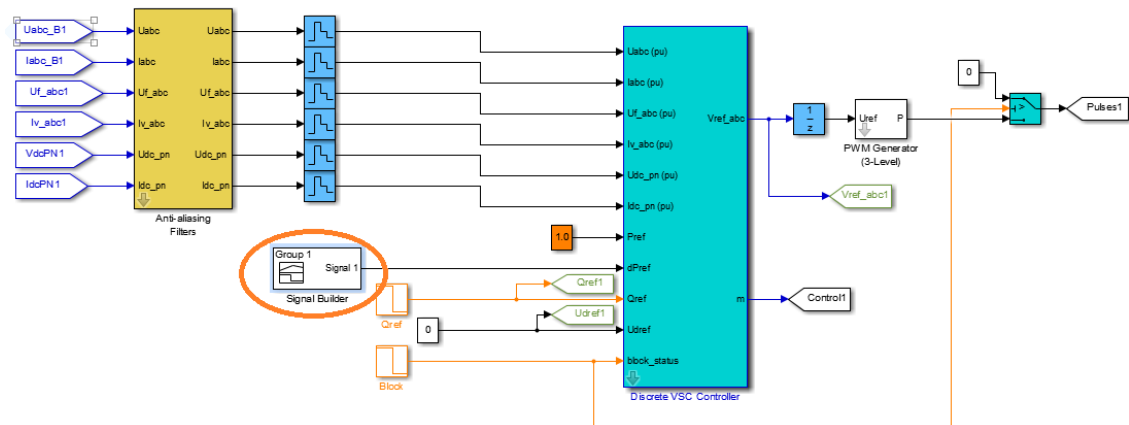 Uabc_B1
Iabc_B1
Uf_abc1
Iv_abc1
VdcPN1
IdcPN1
Uabc
Iabc
Uf_abc
Iv_abc
Udc_pn
Idc_pn
Uabc
Iabc
Uf_abc
Iv_abc
Udc_pn
Idc_pn
Anti-aliasing
Filters
Group 1
Signal 1
Signal Builder
1.0
Qref
Qref1
0
Udref1
Block
Uabc (pu)
Iabc (pu)
Uf_abc (pu)
Iv_abc (pu)
Udc_pn (pu)
Idc_pn (pu)
Pref
dPref
Qref
Udref
block_status
Vref_abc
m
Discrete VSC Controller
1
z
Uref
P
PWM Generator
(3-Level)
Vref_abc1
Control1
0
>
Pulses1